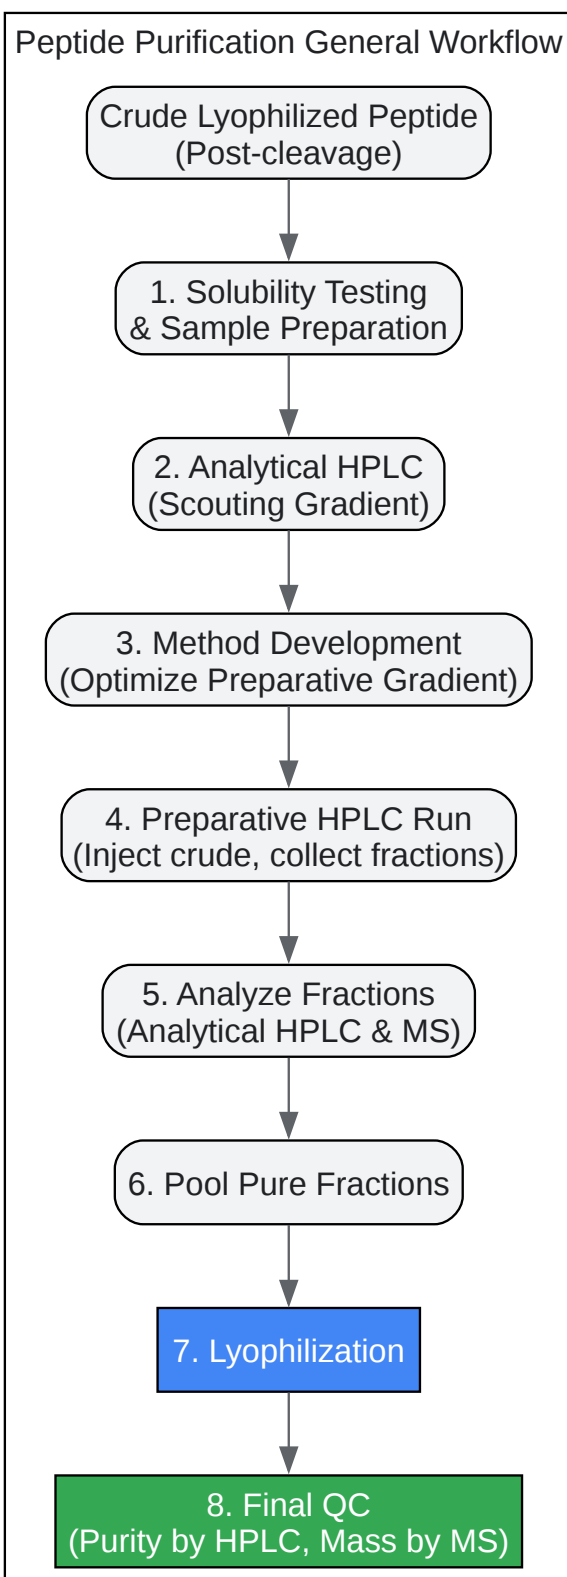 Peptide Purification General Workflow
Crude Lyophilized Peptide
(Post-cleavage)
1. Solubility Testing
& Sample Preparation
2. Analytical HPLC
(Scouting Gradient)
3. Method Development
(Optimize Preparative Gradient)
4. Preparative HPLC Run
(Inject crude, collect fractions)
5. Analyze Fractions
(Analytical HPLC & MS)
6. Pool Pure Fractions
7. Lyophilization
8. Final QC
(Purity by HPLC, Mass by MS)